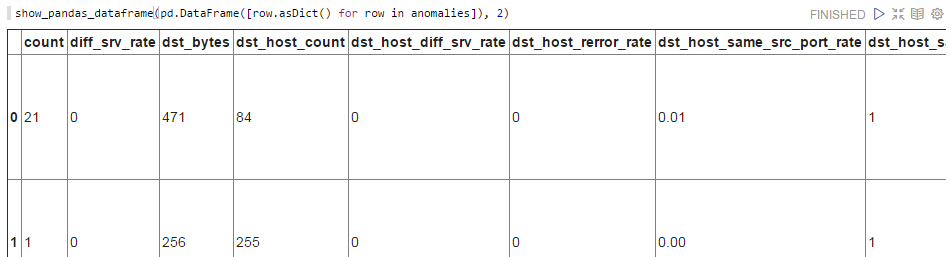 show_pandas_dataframe(pd.DataFrame([row.asDict() for row in anomalies]), 2)
FINISHED
count diff_srv_rate dst_bytes dst_host_count dst_host_diff_srv_rate dst_host_rerror_rate dst_host_same_src_port_rate
0 21 0 471 84 0 0 0.01 1
1 1 0 256 255 0 0 0.00 1